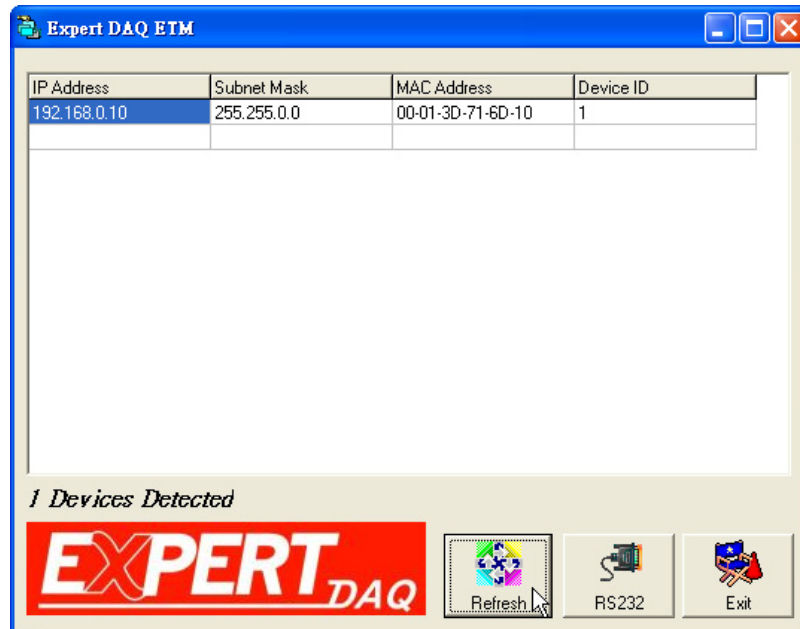 Expert DAQ ETM
IP Address Subnet Mask MAC Address Device ID
192.168.0.10 255.255.0.0 00-01-3D-71-6D-10 1
1 Devices Detected
EXPERT DAQ
Refresh RS232 Exit